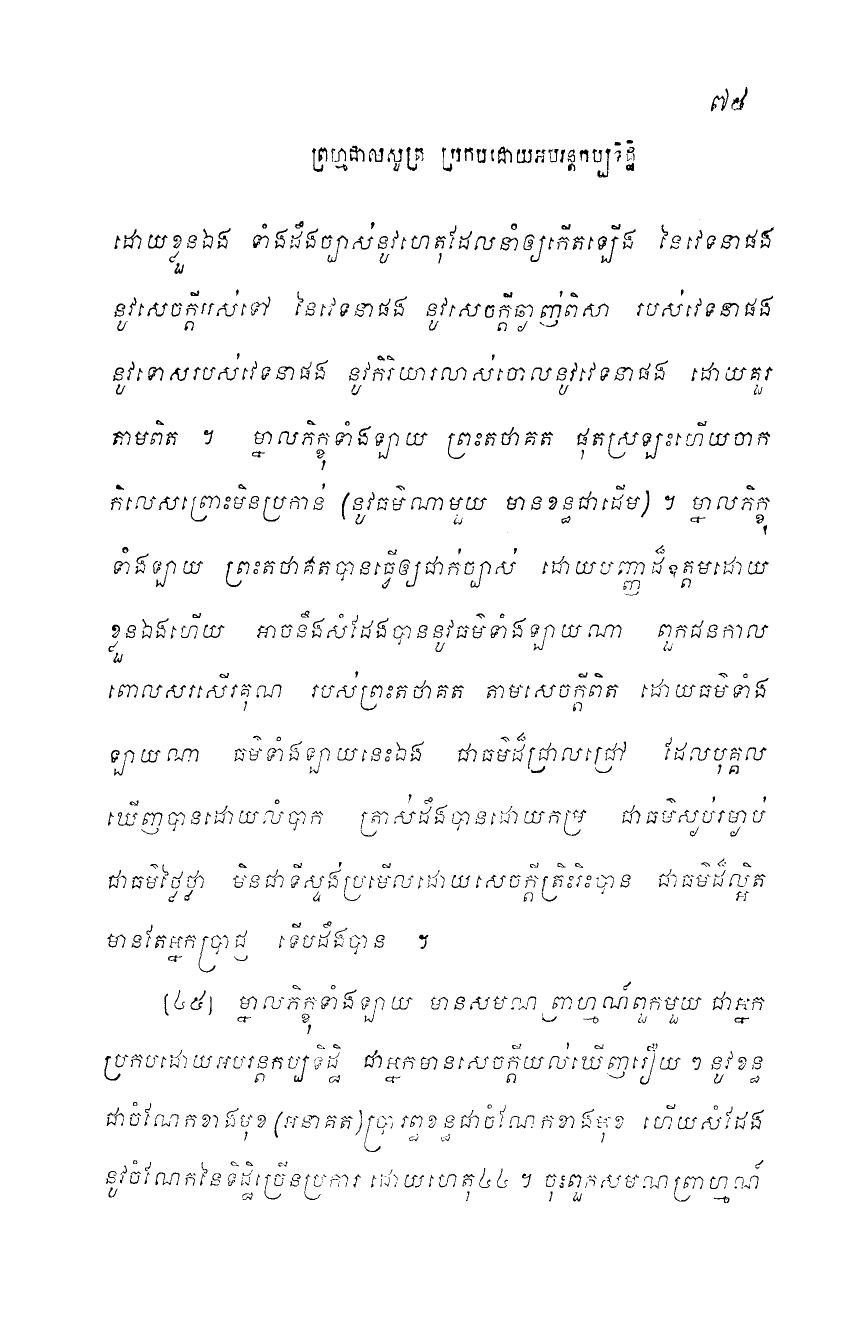 ៧៥
ព្រហ្មជាលសូត្រ ប្រកបដោយអបរន្តកប្បទិដ្ឋិ
ដោយខ្លួនឯង ទាំងដឹងច្បាស់នូវហេតុដែលនាំឲ្យកើតឡើង នៃវេទនាផង
នូវសេចក្តីរលត់ទៅ នៃវេទនាផង នូវសេចក្តីឆ្ងាញ់ពិសា របស់វេទនាផង
នូវទោសរបស់វេទនាផង នូវកិរិយារលាស់ចោលនូវវេទនាផង ដោយគួរ
តាមពិត ។ ម្នាលភិក្ខុទាំងឡាយ ព្រះតថាគត ផុតស្រឡះហើយចាក
កិលេសព្រោះមិនប្រកាន់ (នូវធម៌ណាមួយ មានខន្ធជាដើម) ។ ម្នាលភិក្ខុ
ទាំងឡាយ ព្រះតថាគតបានធ្វើឲ្យជាក់ច្បាស់ ដោយបញ្ញាដ៏ឧត្តមដោយ
ខ្លួនឯងហើយ អាចនឹងសំដែងបាននូវធម៌ទាំងឡាយណា ពួកជនកាល
ពោលសរសើរគុណ របស់ព្រះតថាគត តាមសេចក្តីពិត ដោយធម៌ទាំង
ឡាយណា ធម៌ទាំងឡាយនេះឯង ជាធម៌ដ៏ជ្រាលជ្រៅ ដែលបុគ្គល
ឃើញបានដោយលំបាក ត្រាស់ដឹងបានដោយកម្រ ជាធម៌ស្ងប់រម្ងាប់
ជាធម៌ថ្លៃថ្លា មិនជាទីស្ទង់ប្រមើលដោយសេចក្តីត្រិះរិះបាន ជាធម៌ដ៏ល្អិត
មានតែអ្នកប្រាជ្ញ ទើបដឹងបាន ។
(៤៥) ម្នាលភិក្ខុទាំងឡាយ មានសមណព្រាហ្មណ៍ពួកមួយ ជាអ្នក
ប្រកបដោយអបរន្តកប្បទិដ្ឋិ ជាអ្នកមានសេចក្តីយល់ឃើញរឿយ ៗ នូវខន្ធ
ជាចំណែកខាងមុខ (អនាគត) ប្រារព្ធខន្ធជាចំណែកខាងមុខ ហើយសំដែង
នូវចំណែកនៃទិដ្ឋិច្រើនប្រការ ដោយហេតុ៤៤ ។ ចុះពួកសមណព្រាហ្មណ៍